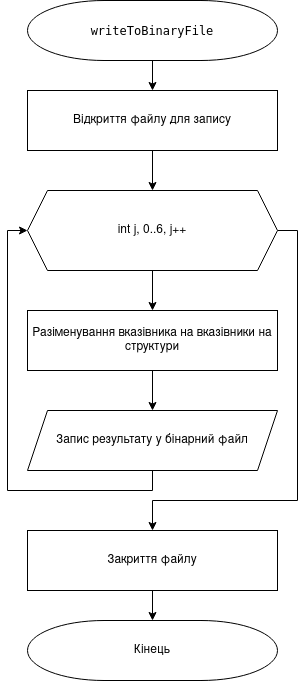 writeToBinaryFile
Відкриття файлу для запису
int j, 0..6, j++
Разіменування вказівника на вказівники на
структури
Запис результату у бінарний файл
Закриття файлу
Кінець